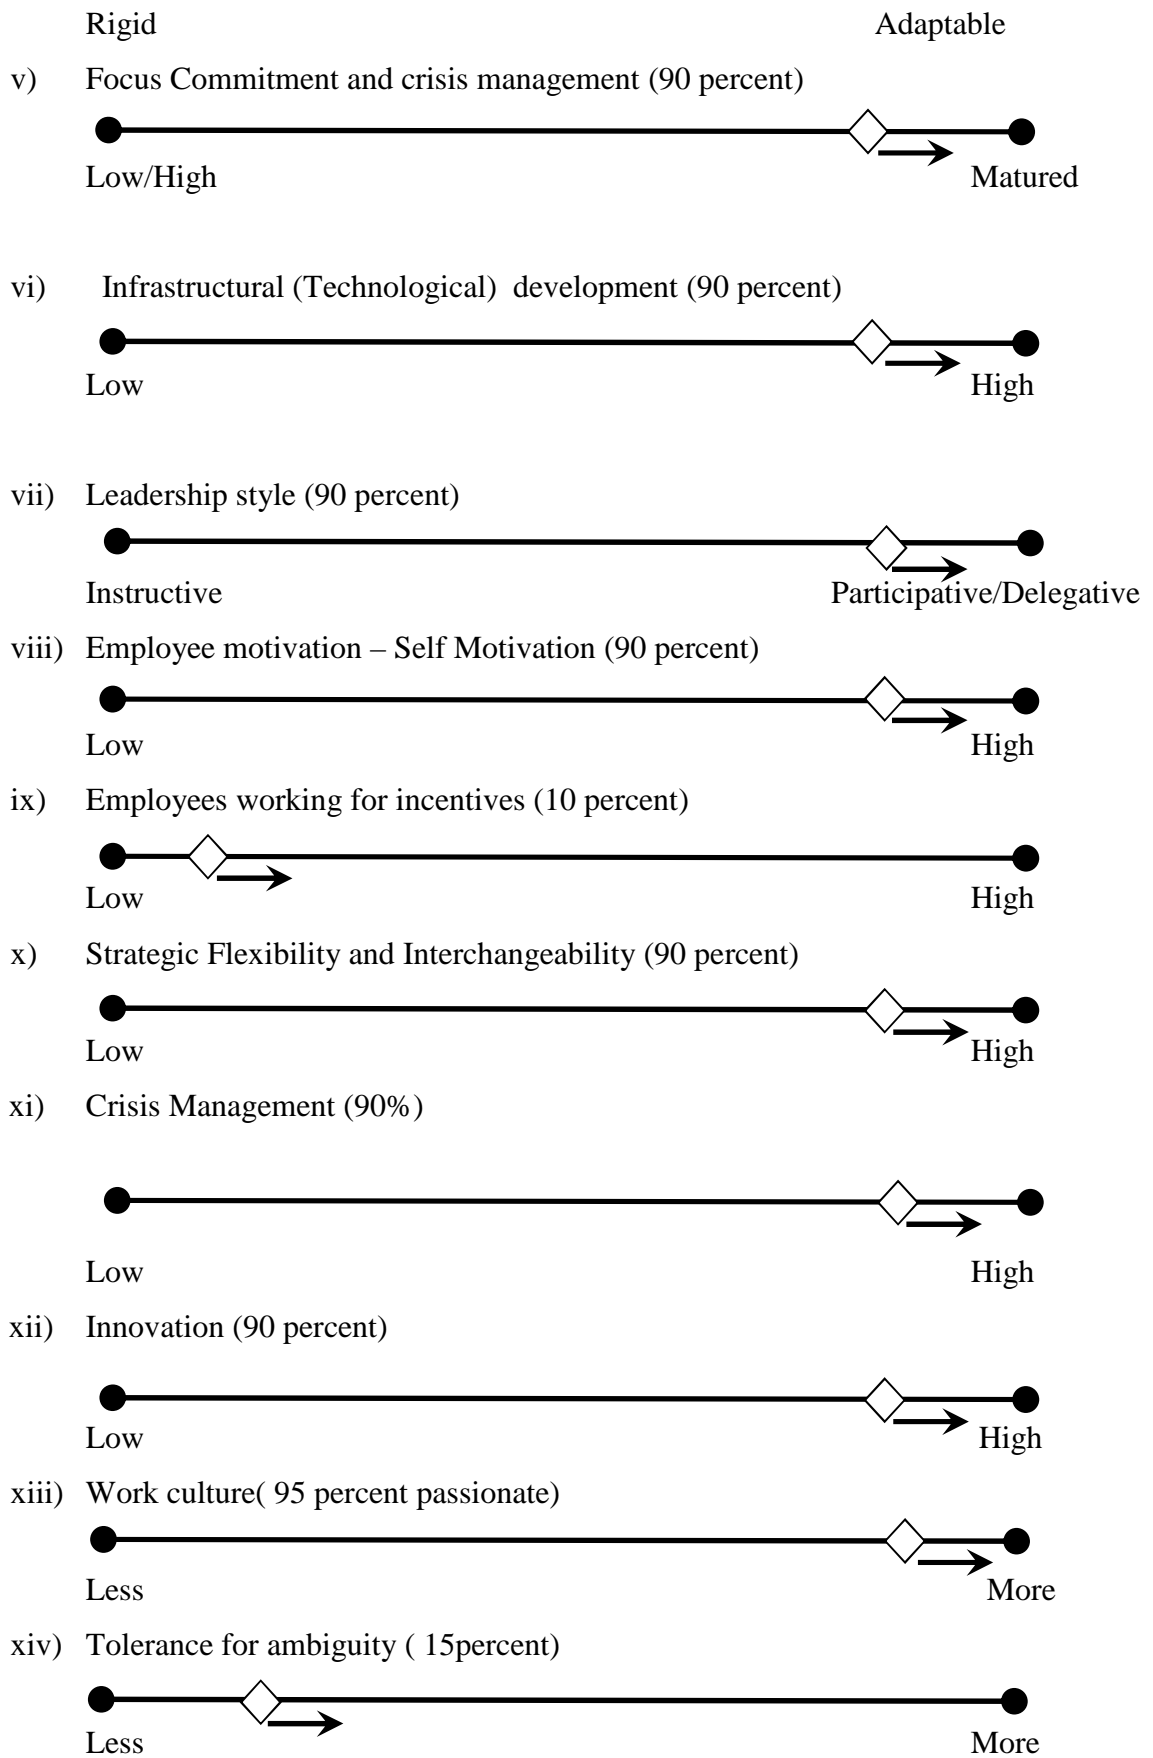 Rigid Adaptable
v) Focus Commitment and crisis management (90 percent)
Low/High Matured
vi) Infrastructural (Technological) development (90 percent)
Low High
vii) Leadership style (90 percent)
Instructive Participative/Delegative
viii) Employee motivation – Self Motivation (90 percent)
Low High
ix) Employees working for incentives (10 percent)
Low High
x) Strategic Flexibility and Interchangeability (90 percent)
Low High
xi) Crisis Management (90%)
Low High
xii) Innovation (90 percent)
Low High
xiii) Work culture( 95 percent passionate)
Less More
xiv) Tolerance for ambiguity ( 15percent)
Less More